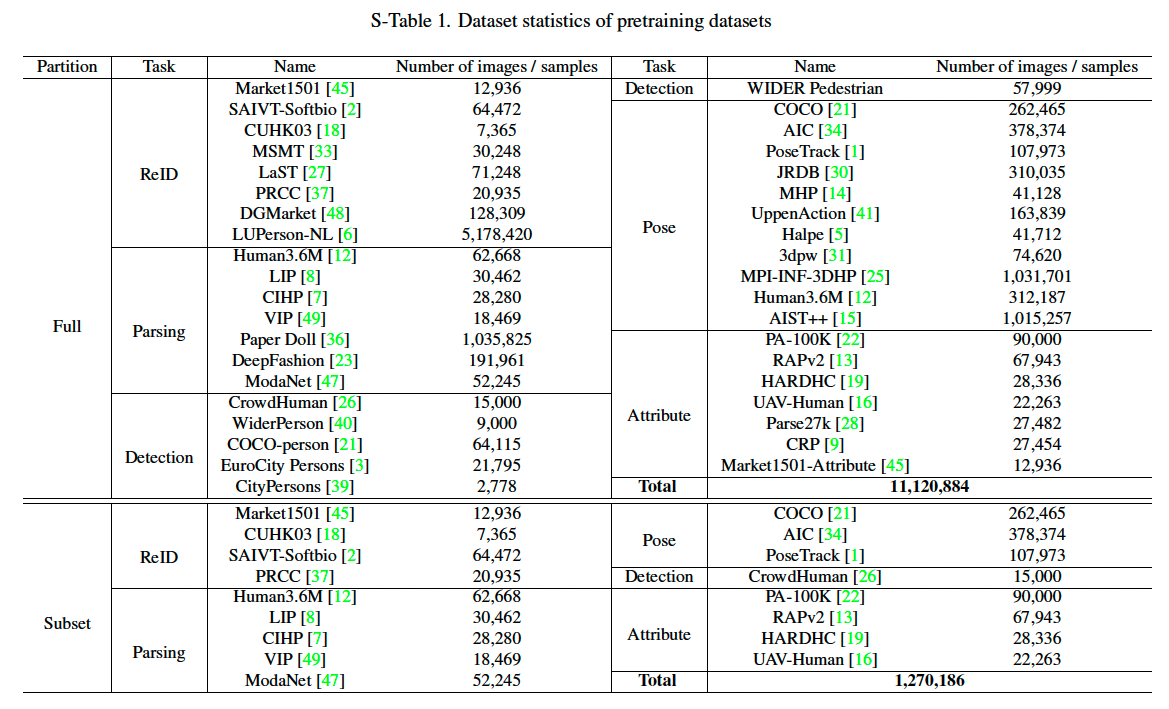 S-Table 1. Dataset statistics of pretraining datasets
Partition Task Name Number of images / samples Task Name Number of images / samples
Market1501 [45] 12,936 Detection WIDER Pedestrian 57,999
SAIVT-Softbio [2] 64,472 COCO [21] 262,465
CUHK03 [18] 7,365 AIC [34] 378,374
MSMT [33] 30,248 PoseTrack [1] 107,973
ReID LaST [27] 71,248 JRDB [30] 310,035
PRCC [37] 20,935 MHP [14] 41,128
DGMarket [48] 128,309 UppenAction [41] 163,839
LUPerson-NL [6] 5,178,420 Pose Halpe [5] 41,712
Human3.6M [12] 62,668 3dpw [31] 74,620
LIP [8] 30,462 MPI-INF-3DHP [25] 1,031,701
CIHP [7] 28,280 Human3.6M [12] 312,187
Full Parsing VIP [49] 18,469 AIST++ [15] 1,015,257
Paper Doll [36] 1,035,825 PA-100K [22] 90,000
DeepFashion [23] 191,961 RAPv2 [13] 67,943
ModaNet [47] 52,245 HARDHC [19] 28,336
CrowdHuman [26] 15,000 Attribute UAV-Human [16] 22,263
WiderPerson [40] 9,000 Parse27k [28] 27,482
Detection COCO-person [21] 64,115 CRP [9] 27,454
EuroCity Persons [3] 21,795 Market1501-Attribute [45] 12,936
CityPersons [39] 2,778 Total 11,120,884
Market1501 [45] 12,936 COCO [21] 262,465
CUHK03 [18] 7,365 Pose AIC [34] 378,374
ReID SAIVT-Softbio [2] 64,472 PoseTrack [1] 107,973
PRCC [37] 20,935 Detection CrowdHuman [26] 15,000
Human3.6M [12] 62,668 PA-100K [22] 90,000
Subset LIP [8] 30,462 RAPv2 [13] 67,943
Parsing CIHP [7] 28,280 Attribute HARDHC [19] 28,336
VIP [49] 18,469 UAV-Human [16] 22,263
ModaNet [47] 52,245 Total 1,270,186